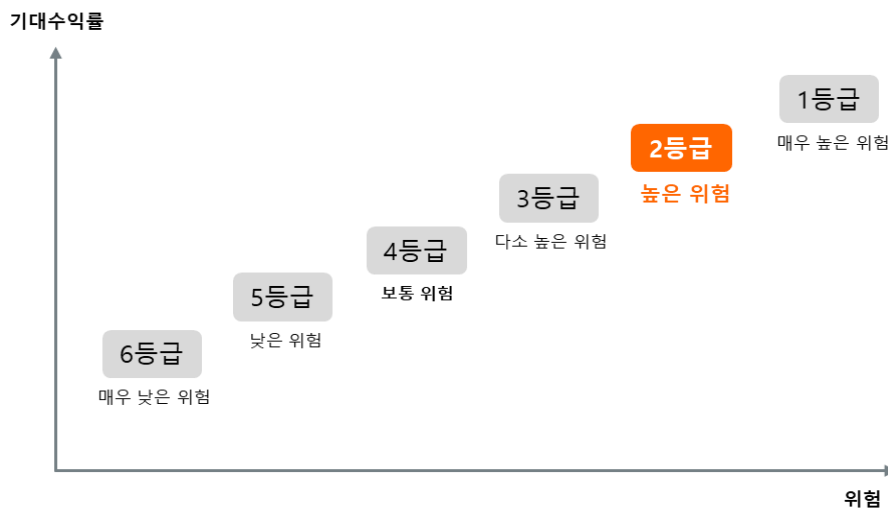 기대수익률
1등급
매우 높은 위험
2등급
높은 위험
3등급
다소 높은 위험
4등급
보통 위험
5등급
낮은 위험
6등급
매우 낮은 위험
위험